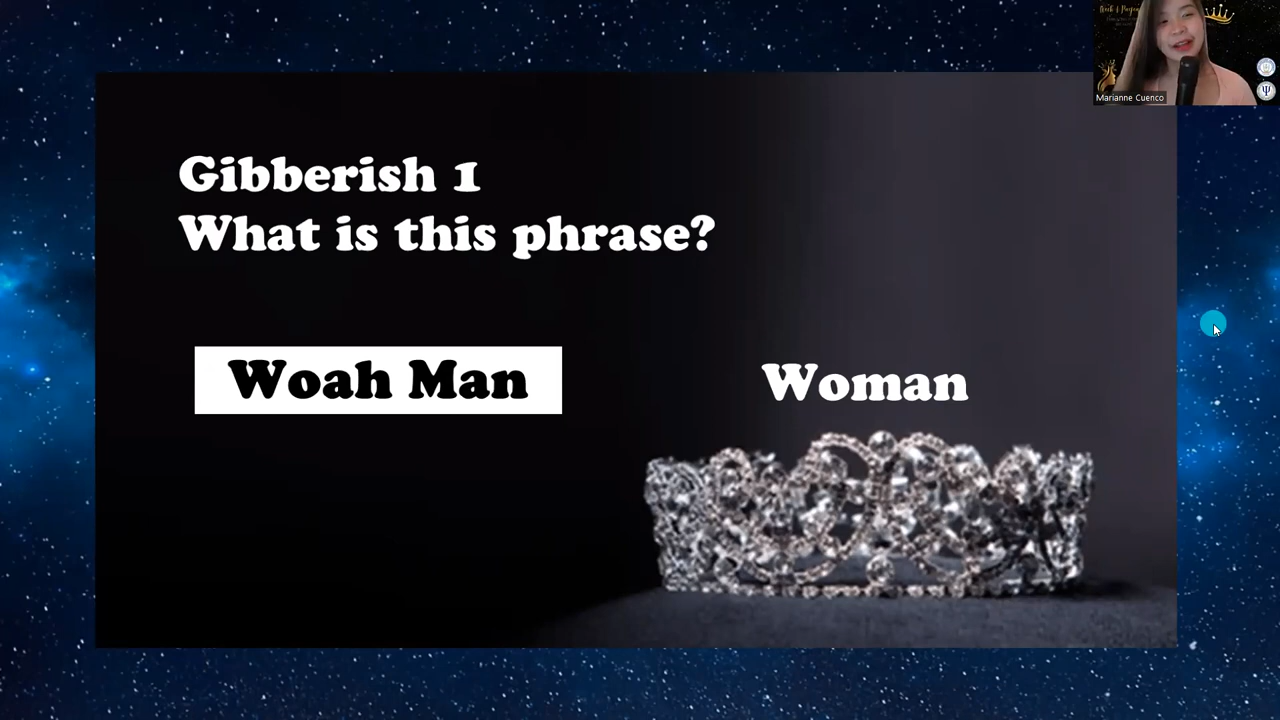 Gibberish 1
What is this phrase?
Woah Man
Woman
Marianne Cuenco